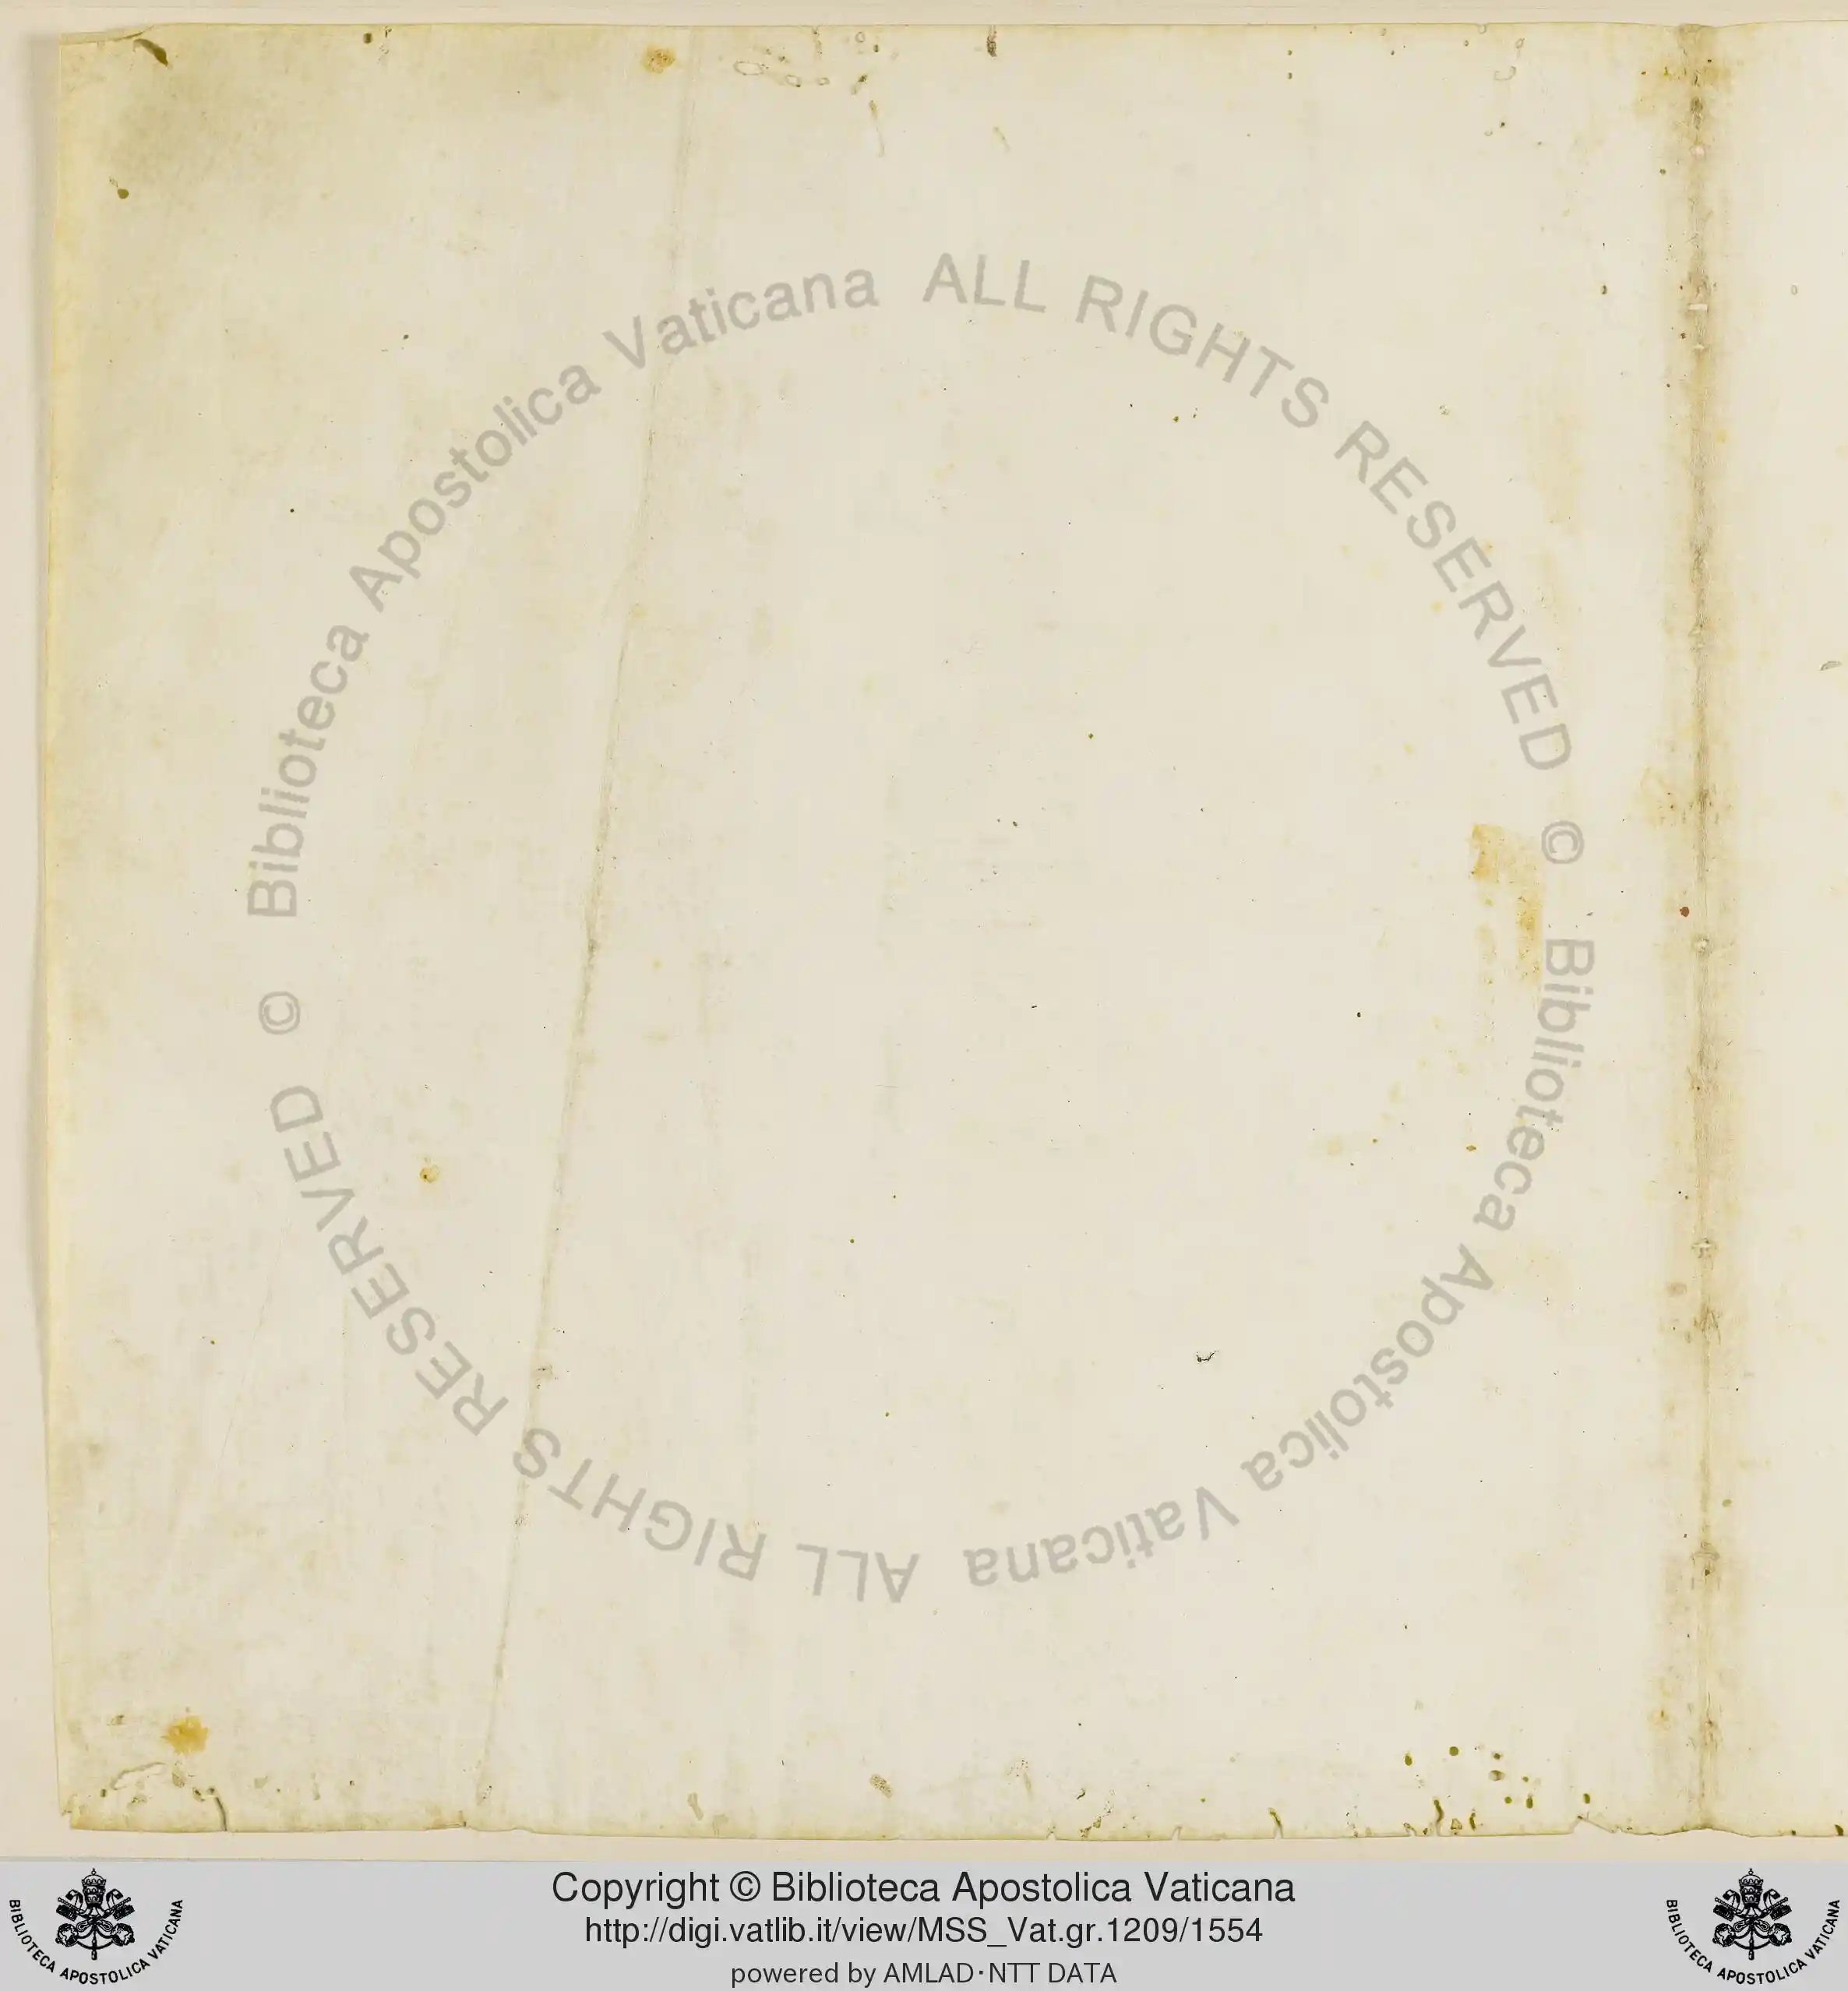 Biblioteca Apostolica Vaticana ALL RIGHTS RESERVED ©
Biblioteca Apostolica Vaticana ALL RIGHTS RESERVED ©
Copyright © Biblioteca Apostolica Vaticana
http://digi.vatlib.it/view/MSS_Vat.gr.1209/1554
powered by AMLAD·NTT DATA
BIBLIOTECA APOSTOLICA VATICANA
BIBLIOTECA APOSTOLICA VATICANA